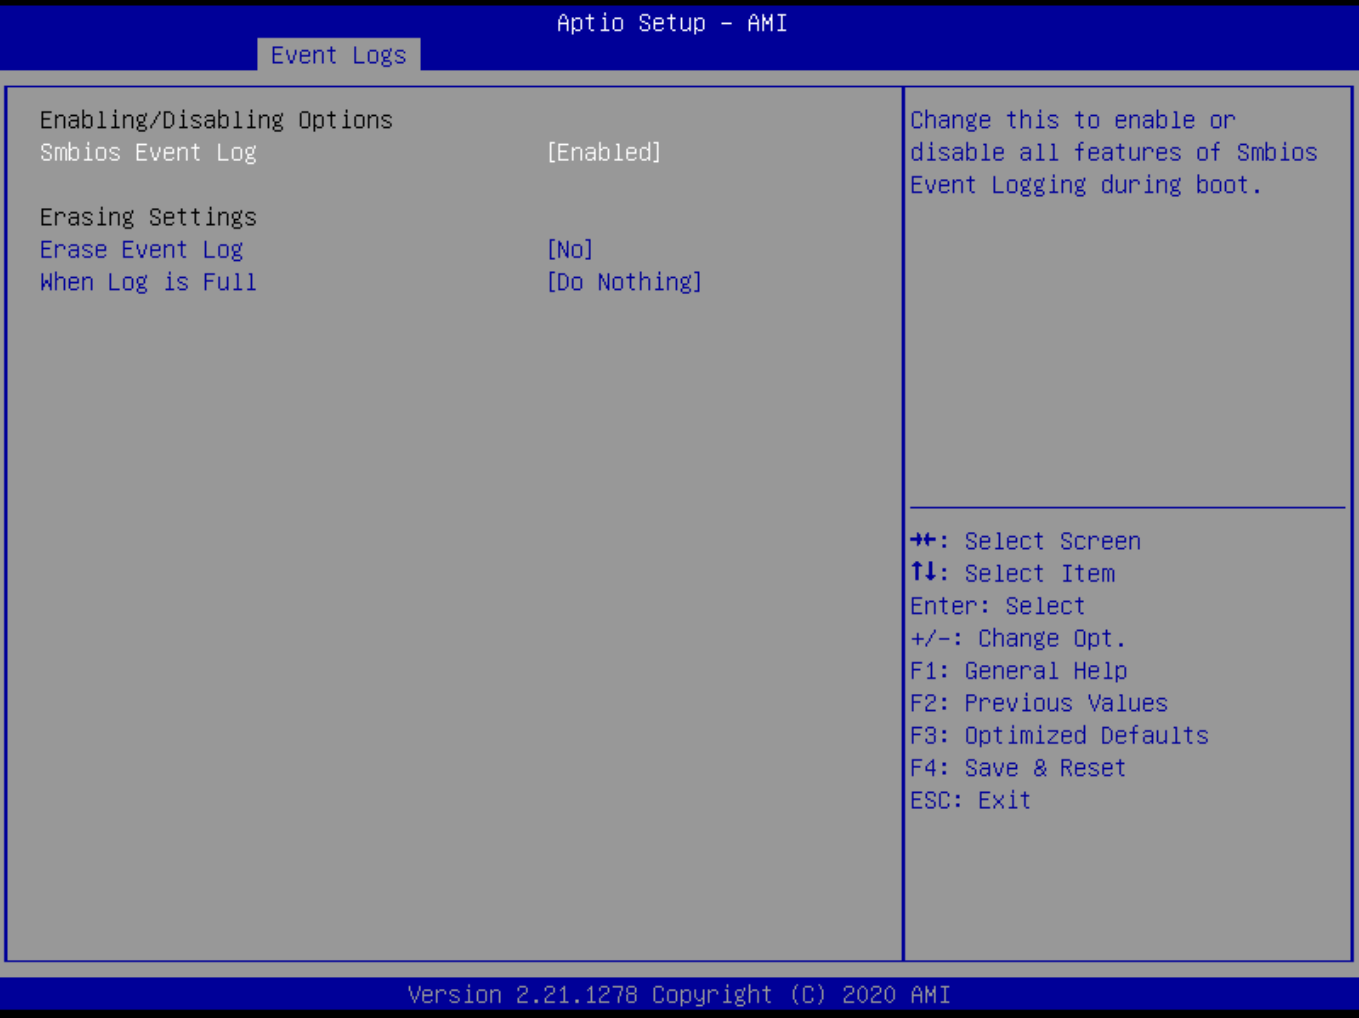 Aptio Setup – AMI
Event Logs
Enabling/Disabling Options
Smbios Event Log [Enabled]
Erasing Settings
Erase Event Log [No]
When Log is Full [Do Nothing]
Change this to enable or
disable all features of Smbios
Event Logging during boot.
→←: Select Screen
↑↓: Select Item
Enter: Select
+/-: Change Opt.
F1: General Help
F2: Previous Values
F3: Optimized Defaults
F4: Save & Reset
ESC: Exit
Version 2.21.1278 Copyright (C) 2020 AMI